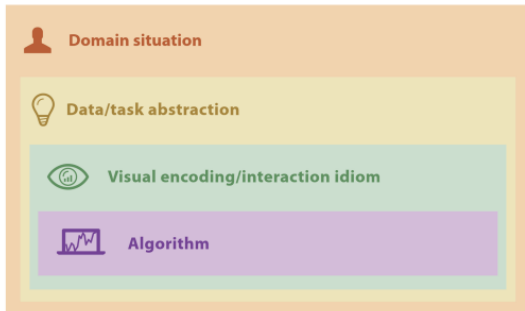 Domain situation
Data/task abstraction
Visual encoding/interaction idiom
Algorithm